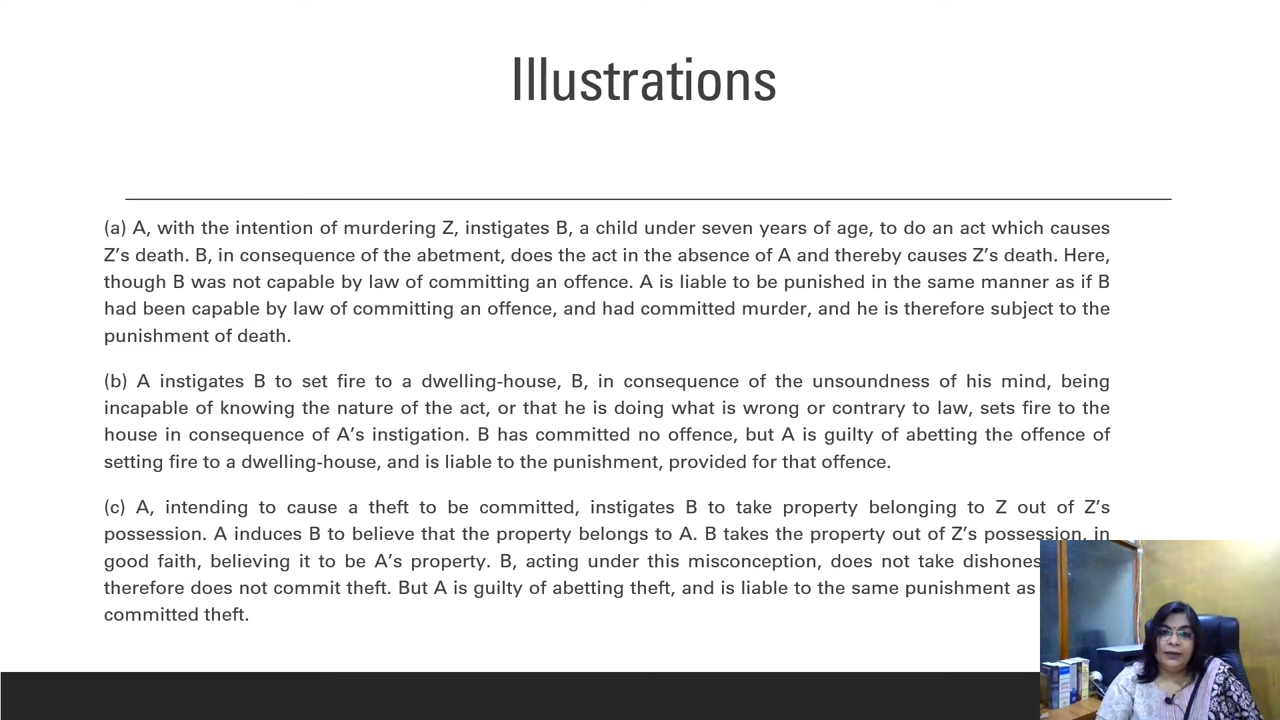 Illustrations
(a) A, with the intention of murdering Z, instigates B, a child under seven years of age, to do an act which causes
Z's death. B, in consequence of the abetment, does the act in the absence of A and thereby causes Z's death. Here,
though B was not capable by law of committing an offence. A is liable to be punished in the same manner as if B
had been capable by law of committing an offence, and had committed murder, and he is therefore subject to the
punishment of death.
(b) A instigates B to set fire to a dwelling-house, B, in consequence of the unsoundness of his mind, being
incapable of knowing the nature of the act, or that he is doing what is wrong or contrary to law, sets fire to the
house in consequence of A's instigation. B has committed no offence, but A is guilty of abetting the offence of
setting fire to a dwelling-house, and is liable to the punishment, provided for that offence.
(c) A, intending to cause a theft to be committed, instigates B to take property belonging to Z out of Z's
possession. A induces B to believe that the property belongs to A. B takes the property out of Z's possession, in
good faith, believing it to be A's property. B, acting under this misconception, does not take dishones
therefore does not commit theft. But A is guilty of abetting theft, and is liable to the same punishment as
committed theft.